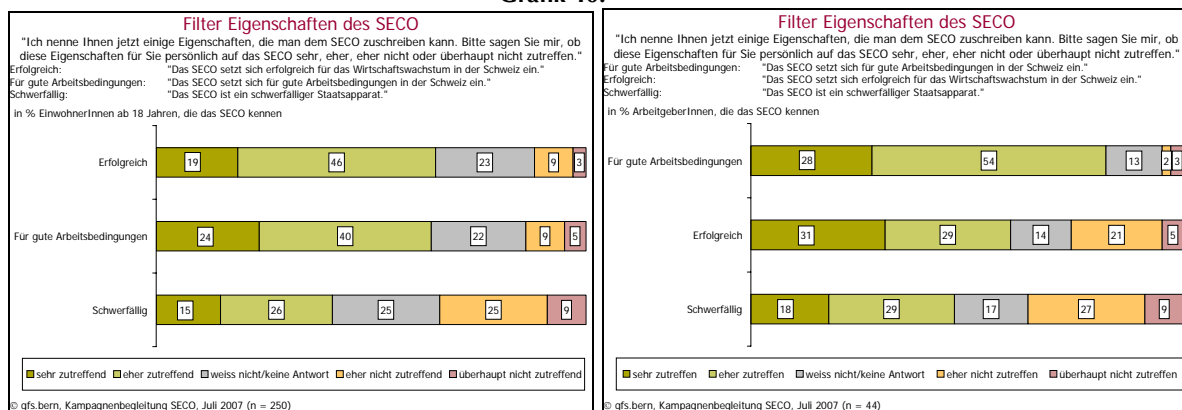 Filter Eigenschaften des SECO
"Ich nenne Ihnen jetzt einige Eigenschaften, die man dem SECO zuschreiben kann. Bitte sagen Sie mir, ob
diese Eigenschaften für Sie persönlich auf das SECO sehr, eher, eher nicht oder überhaupt nicht zutreffen."
Erfolgreich: "Das SECO setzt sich erfolgreich für das Wirtschaftswachstum in der Schweiz ein."
Für gute Arbeitsbedingungen: "Das SECO setzt sich für gute Arbeitsbedingungen in der Schweiz ein."
Schwerfällig: "Das SECO ist ein schwerfälliger Staatsapparat."
in % EinwohnerInnen ab 18 Jahren, die das SECO kennen
Erfolgreich 19 46 23 9 3
Für gute Arbeitsbedingungen 24 40 22 9 5
Schwerfällig 15 26 25 25 9
sehr zutreffend eher zutreffend weiss nicht/keine Antwort eher nicht zutreffend überhaupt nicht zutreffend
© gfs.bern, Kampagnenbegleitung SECO, Juli 2007 (n = 250)
Filter Eigenschaften des SECO
"Ich nenne Ihnen jetzt einige Eigenschaften, die man dem SECO zuschreiben kann. Bitte sagen Sie mir, ob
diese Eigenschaften für Sie persönlich auf das SECO sehr, eher, eher nicht oder überhaupt nicht zutreffen."
Für gute Arbeitsbedingungen: "Das SECO setzt sich für gute Arbeitsbedingungen in der Schweiz ein."
Erfolgreich: "Das SECO setzt sich erfolgreich für das Wirtschaftswachstum in der Schweiz ein."
Schwerfällig: "Das SECO ist ein schwerfälliger Staatsapparat."
in % ArbeitgeberInnen, die das SECO kennen
Für gute Arbeitsbedingungen 28 54 13 2 3
Erfolgreich 31 29 14 21 5
Schwerfällig 18 29 17 27 9
sehr zutreffen eher zutreffen weiss nicht/keine Antwort eher nicht zutreffen überhaupt nicht zutreffen
© gfs.bern, Kampagnenbegleitung SECO, Juli 2007 (n = 44)